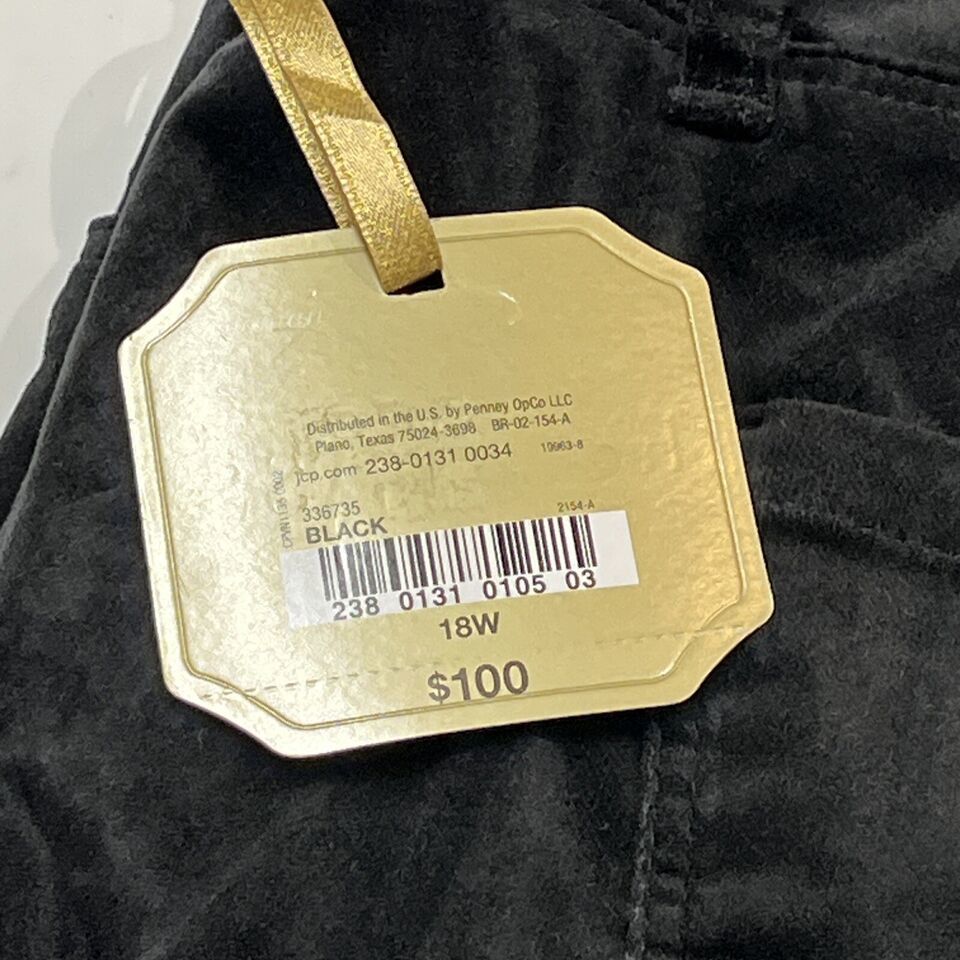 Distributed in the U.S. by Penney OpCo LLC
Plano, Texas 75024-3698 BR-02-154-A
jcp.com 238-0131 0034 19963-8
336735 2154-A
BLACK
238 0131 0105 03
18W
$100